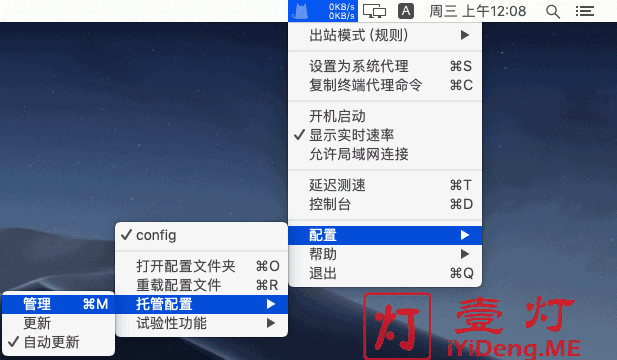 0KB/s
0KB/s
A 周三 上午12:08
出站模式 (规则)
设置为系统代理 ⌘S
复制终端代理命令 ⌘C
开机启动
✓ 显示实时速率
允许局域网连接
延迟测速 ⌘T
控制台 ⌘D
配置
帮助
退出 ⌘Q
✓ config
打开配置文件夹 ⌘O
重载配置文件 ⌘R
托管配置
试验性功能
管理 ⌘M
更新
✓ 自动更新
灯 壹灯
iYiDeng.ME